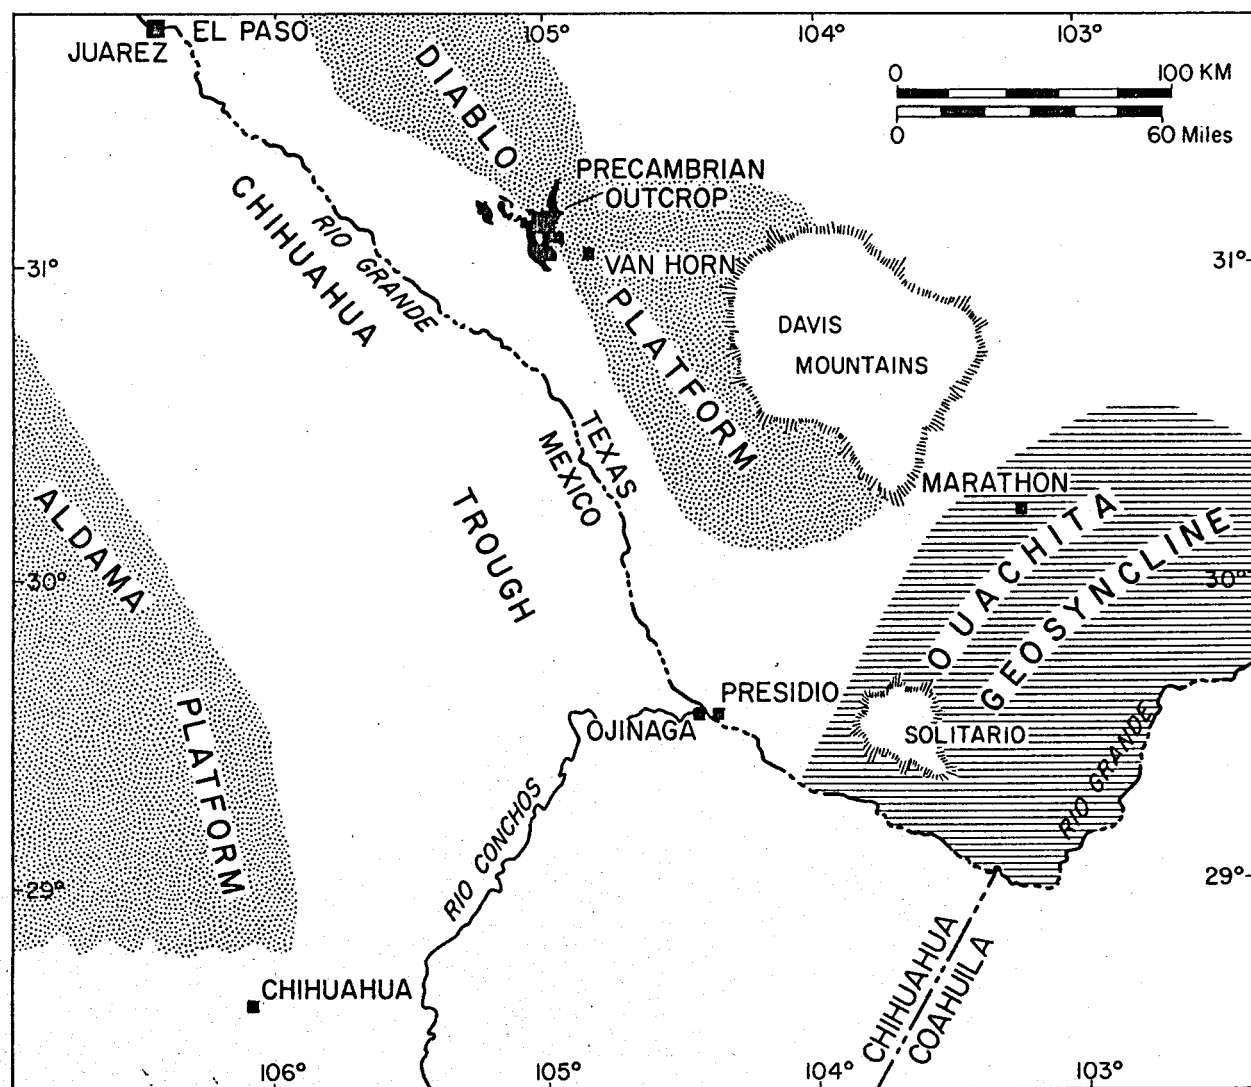 EL PASO
JUAREZ
105°
104°
103°
0 100 KM
0 60 Miles
DIABLO
PLATFORM
PRECAMBRIAN
OUTCROP
VAN HORN
CHIHUAHUA
TROUGH
RIO GRANDE
31°
31°
DAVIS
MOUNTAINS
TEXAS
MEXICO
MARATHON
ALDAMA
PLATFORM
OUACHITA
GEOSYNCLINE
30°
30°
PRESIDIO
OJINAGA
SOLITARIO
RIO GRANDE
RIO CONCHOS
29°
29°
CHIHUAHUA
COAHUILA
CHIHUAHUA
106°
105°
104°
103°